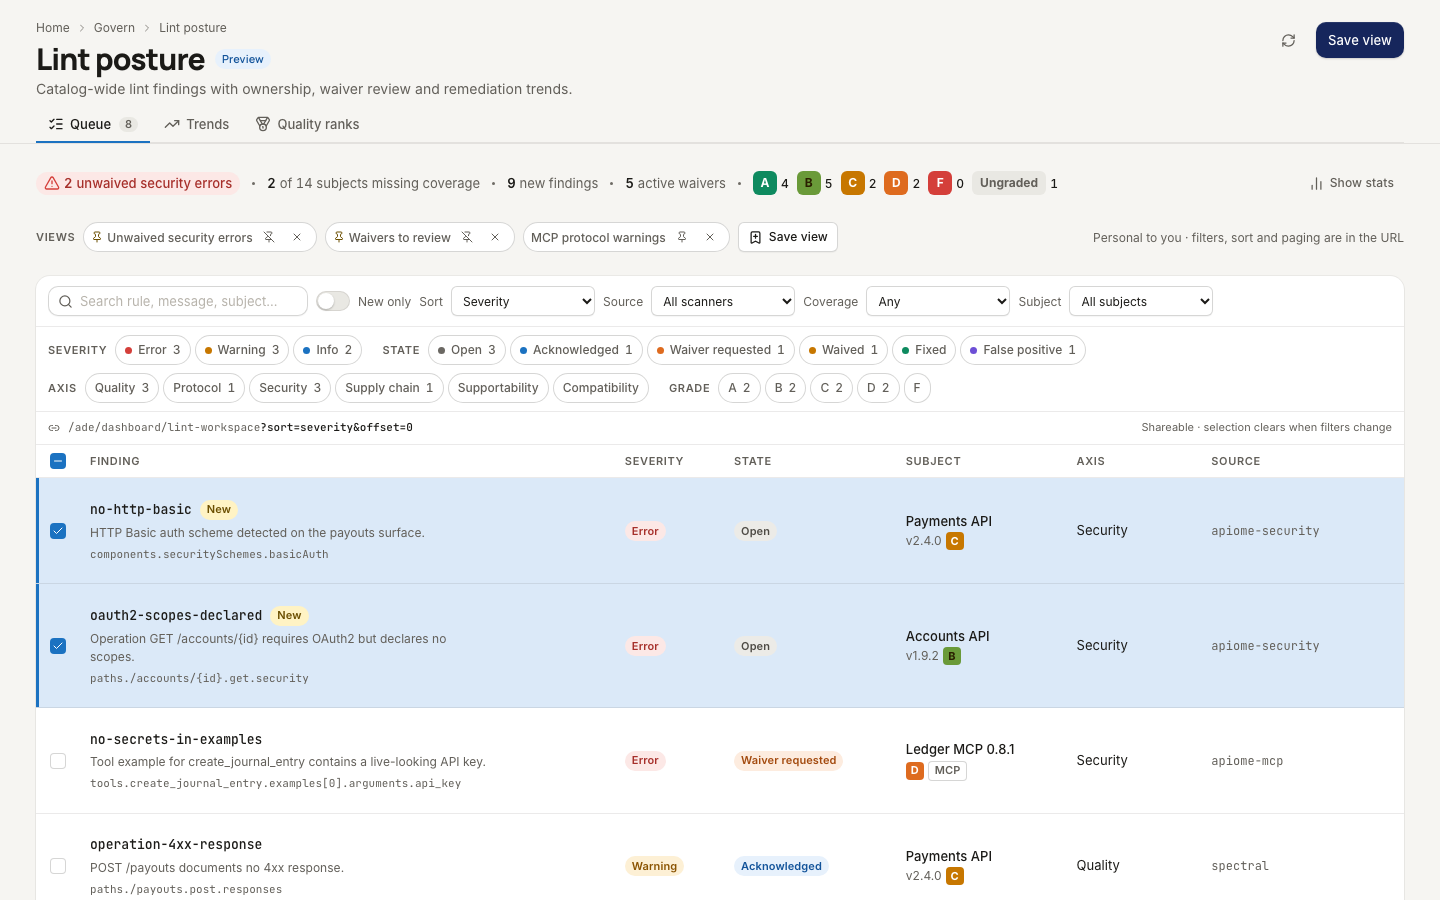 Home > Govern > Lint posture
Lint posture Preview
Catalog-wide lint findings with ownership, waiver review and remediation trends.
Save view
Queue 8 Trends Quality ranks
2 unwaived security errors • 2 of 14 subjects missing coverage • 9 new findings • 5 active waivers • A 4 B 5 C 2 D 2 F 0 Ungraded 1 Show stats
VIEWS Unwaived security errors Waivers to review MCP protocol warnings Save view Personal to you · filters, sort and paging are in the URL
Search rule, message, subject... New only Sort Severity Source All scanners Coverage Any Subject All subjects
SEVERITY Error 3 Warning 3 Info 2 STATE Open 3 Acknowledged 1 Waiver requested 1 Waived 1 Fixed False positive 1
AXIS Quality 3 Protocol 1 Security 3 Supply chain 1 Supportability Compatibility GRADE A 2 B 2 C 2 D 2 F
/ade/dashboard/lint-workspace?sort=severity&offset=0 Shareable · selection clears when filters change
FINDING SEVERITY STATE SUBJECT AXIS SOURCE
no-http-basic New
HTTP Basic auth scheme detected on the payouts surface.
components.securitySchemes.basicAuth
Error Open
Payments API
v2.4.0 C
Security apiome-security
oauth2-scopes-declared New
Operation GET /accounts/{id} requires OAuth2 but declares no
scopes.
paths./accounts/{id}.get.security
Error Open
Accounts API
v1.9.2 B
Security apiome-security
no-secrets-in-examples
Tool example for create_journal_entry contains a live-looking API key.
tools.create_journal_entry.examples[0].arguments.api_key
Error Waiver requested
Ledger MCP 0.8.1
D MCP
Security apiome-mcp
operation-4xx-response
POST /payouts documents no 4xx response.
paths./payouts.post.responses
Warning Acknowledged
Payments API
v2.4.0 C
Quality spectral